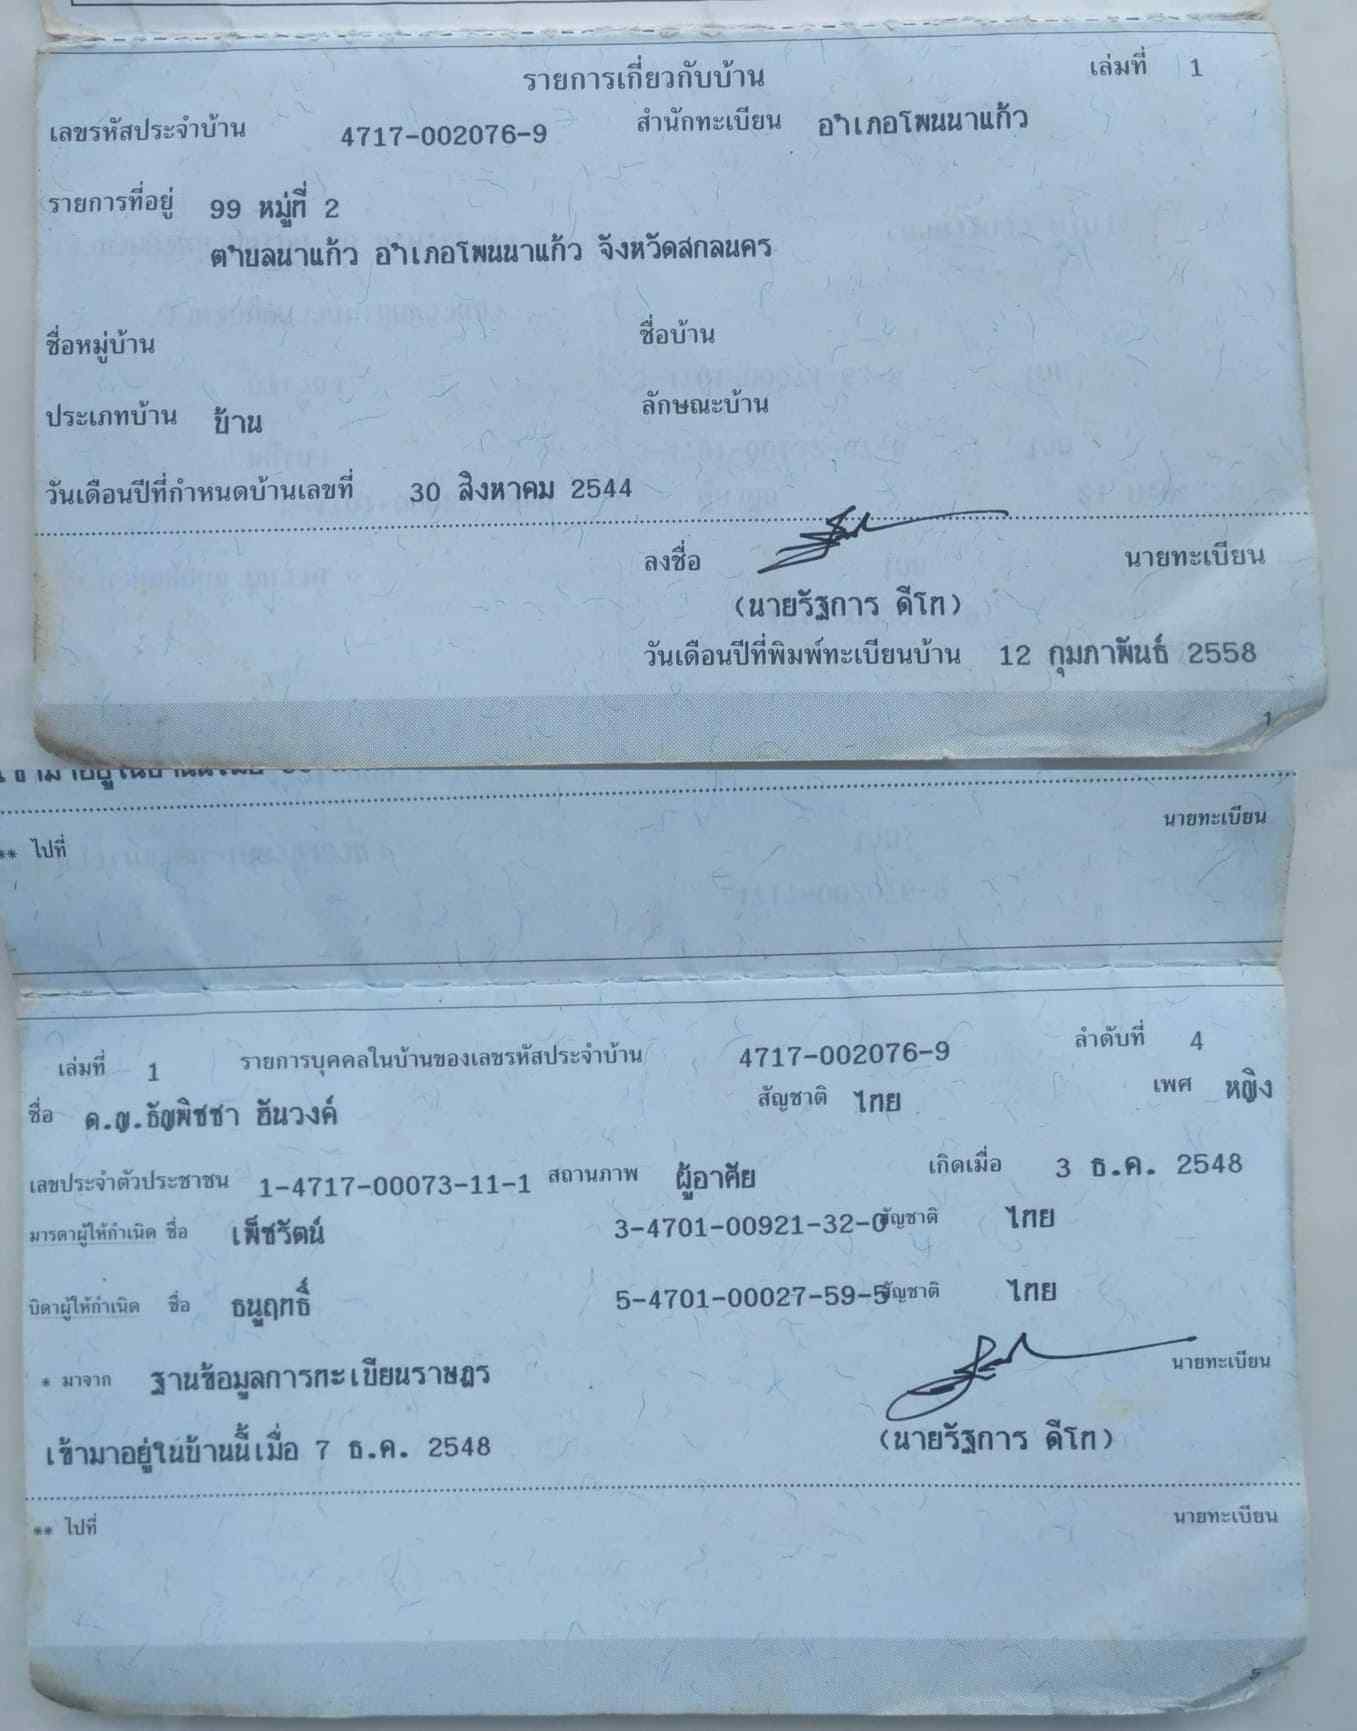 รายการเกี่ยวกับบ้าน เล่มที่ 1
เลขรหัสประจำบ้าน 4717-002076-9 สำนักทะเบียน อำเภอโพนนาแก้ว
รายการที่อยู่ 99 หมู่ที่ 2
ตำบลนาแก้ว อำเภอโพนนาแก้ว จังหวัดสกลนคร
ชื่อหมู่บ้าน ชื่อบ้าน
ประเภทบ้าน บ้าน ลักษณะบ้าน
วันเดือนปีที่กำหนดบ้านเลขที่ 30 สิงหาคม 2544
ลงชื่อ นายทะเบียน
(นายรัฐการ ดีโท)
วันเดือนปีที่พิมพ์ทะเบียนบ้าน 12 กุมภาพันธ์ 2558
1
นายทะเบียน
** ไปที่
เล่มที่ 1 รายการบุคคลในบ้านของเลขรหัสประจำบ้าน 4717-002076-9 ลำดับที่ 4
ชื่อ ด.ญ.ธัญพิชชา ฮันวงค์ สัญชาติ ไทย เพศ หญิง
เลขประจำตัวประชาชน 1-4717-00073-11-1 สถานภาพ ผู้อาศัย เกิดเมื่อ 3 ธ.ค. 2548
มารดาผู้ให้กำเนิด ชื่อ เพ็ชรัตน์ 3-4701-00921-32-0 สัญชาติ ไทย
บิดาผู้ให้กำเนิด ชื่อ ธนูฤทธิ์ 5-4701-00027-59-5 สัญชาติ ไทย
* มาจาก ฐานข้อมูลการทะเบียนราษฎร นายทะเบียน
เข้ามาอยู่ในบ้านนี้เมื่อ 7 ธ.ค. 2548 (นายรัฐการ ดีโท)
** ไปที่ นายทะเบียน
5